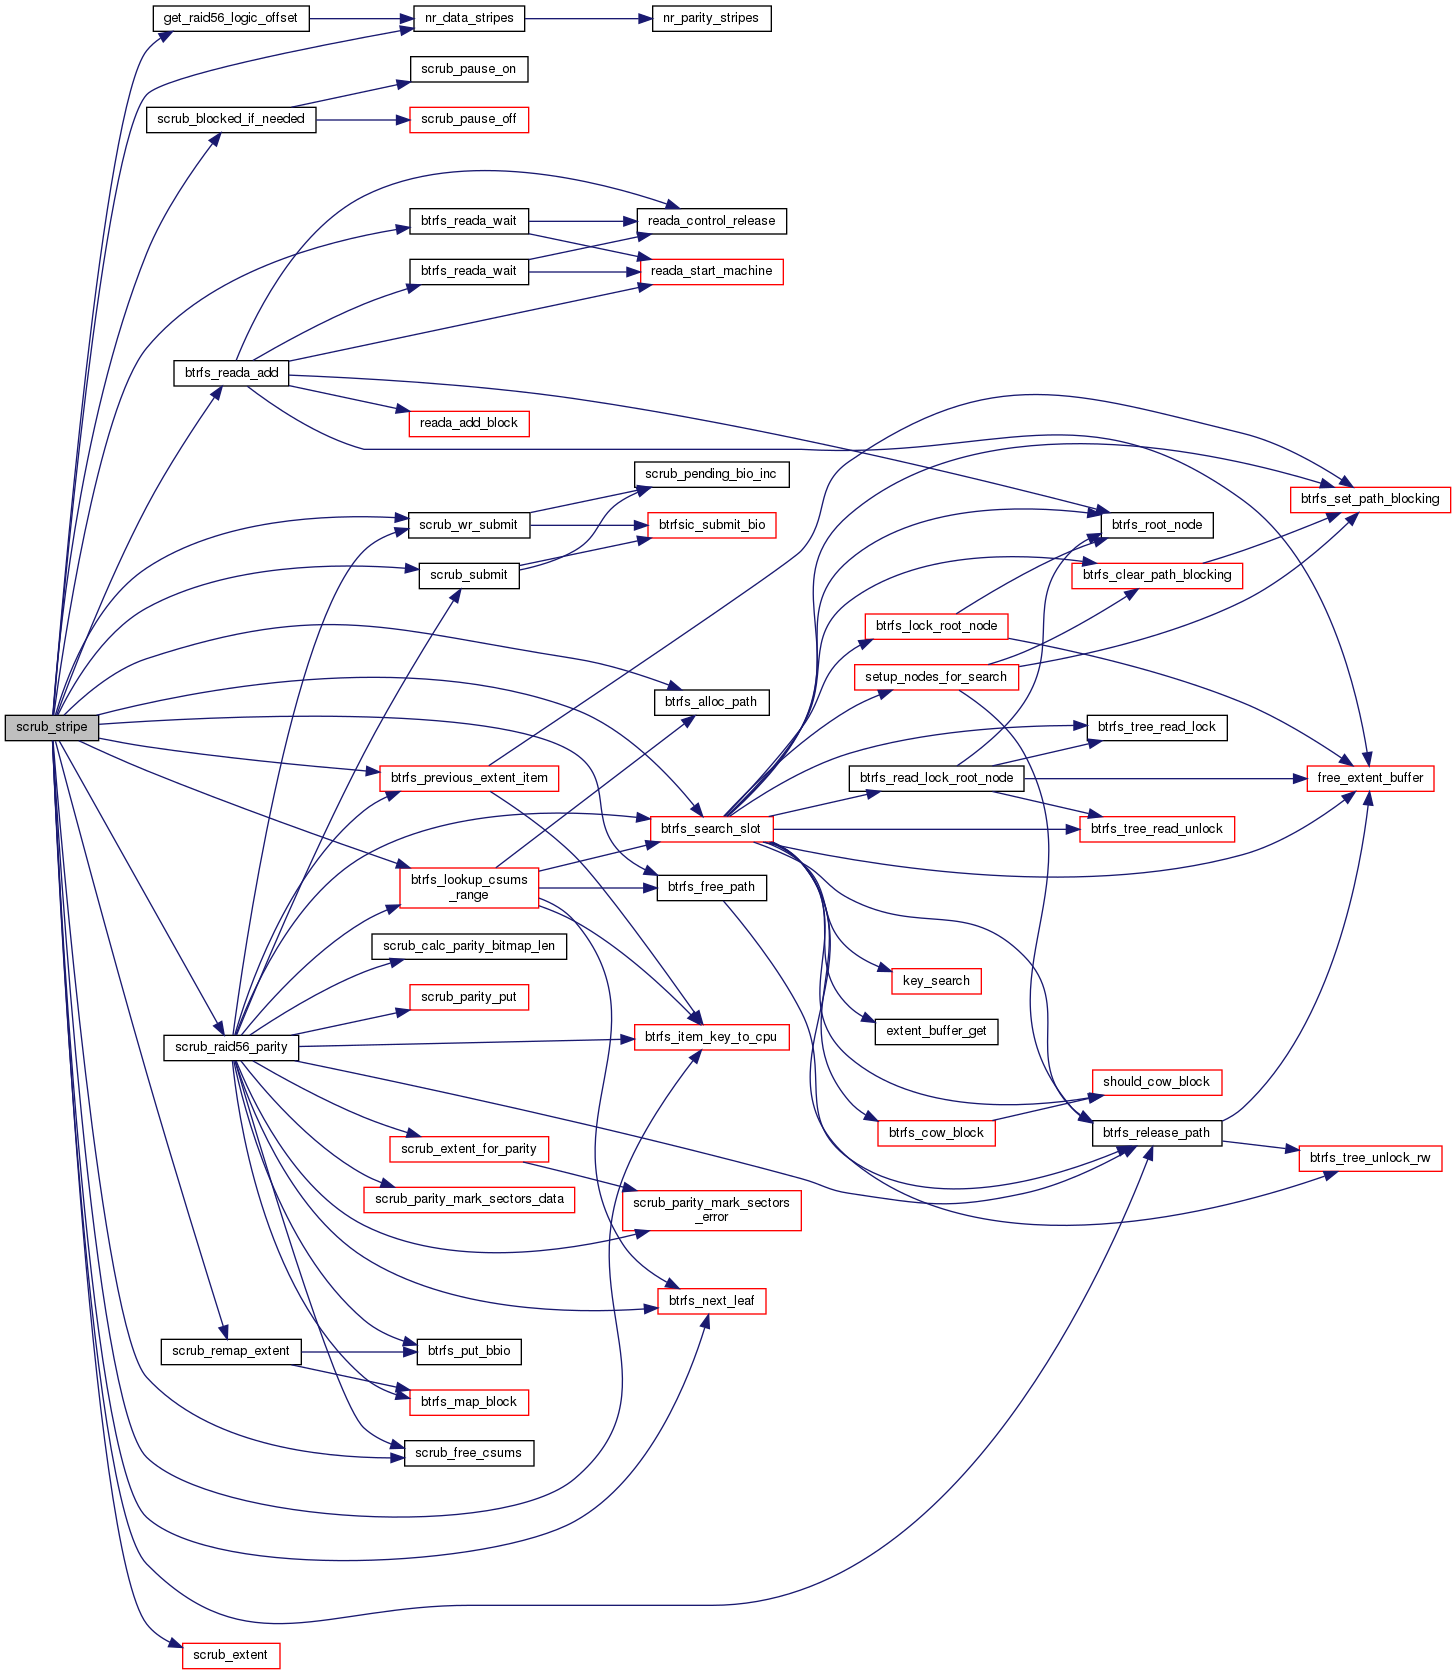 get_raid56_logic_offset
nr_data_stripes
nr_parity_stripes
scrub_pause_on
scrub_blocked_if_needed
scrub_pause_off
btrfs_reada_wait
reada_control_release
btrfs_reada_wait
reada_start_machine
btrfs_reada_add
reada_add_block
scrub_pending_bio_inc
btrfs_set_path_blocking
scrub_wr_submit
btrfsic_submit_bio
btrfs_root_node
scrub_submit
btrfs_clear_path_blocking
btrfs_lock_root_node
setup_nodes_for_search
btrfs_alloc_path
scrub_stripe
btrfs_tree_read_lock
btrfs_previous_extent_item
btrfs_read_lock_root_node
free_extent_buffer
btrfs_search_slot
btrfs_tree_read_unlock
btrfs_lookup_csums
_range
btrfs_free_path
scrub_calc_parity_bitmap_len
key_search
scrub_parity_put
extent_buffer_get
scrub_raid56_parity
btrfs_item_key_to_cpu
should_cow_block
btrfs_cow_block
btrfs_release_path
scrub_extent_for_parity
btrfs_tree_unlock_rw
scrub_parity_mark_sectors_data
scrub_parity_mark_sectors
_error
btrfs_next_leaf
scrub_remap_extent
btrfs_put_bbio
btrfs_map_block
scrub_free_csums
scrub_extent